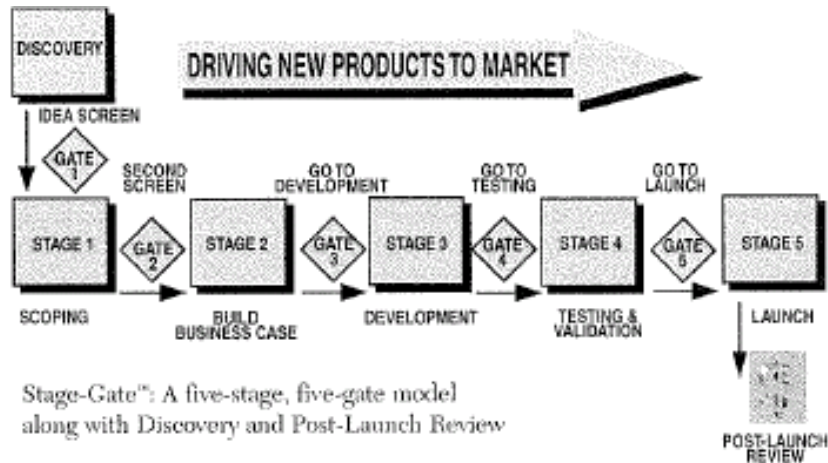 DISCOVERY
DRIVING NEW PRODUCTS TO MARKET
IDEA SCREEN
GATE
1
SECOND
SCREEN
GO TO
DEVELOPMENT
GO TO
TESTING
GO TO
LAUNCH
STAGE 1
GATE
2
STAGE 2
GATE
3
STAGE 3
GATE
4
STAGE 4
GATE
5
STAGE 5
SCOPING
BUILD
BUSINESS CASE
DEVELOPMENT
TESTING &
VALIDATION
LAUNCH
Stage-Gate™: A five-stage, five-gate model
along with Discovery and Post-Launch Review
POST-LAUNCH
REVIEW